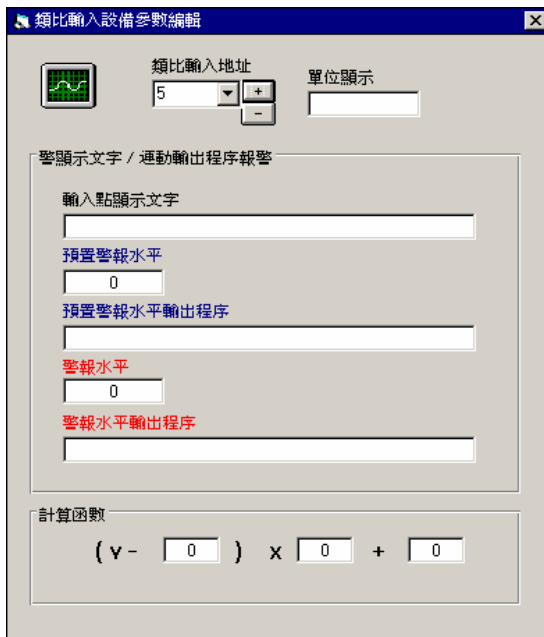 類比輸入設備參數編輯
類比輸入地址
單位顯示
5
+
-
警顯示文字 / 連動輸出程序報警
輸入點顯示文字
預置警報水平
0
預置警報水平輸出程序
警報水平
0
警報水平輸出程序
計算函數
( v - 0 ) x 0 + 0